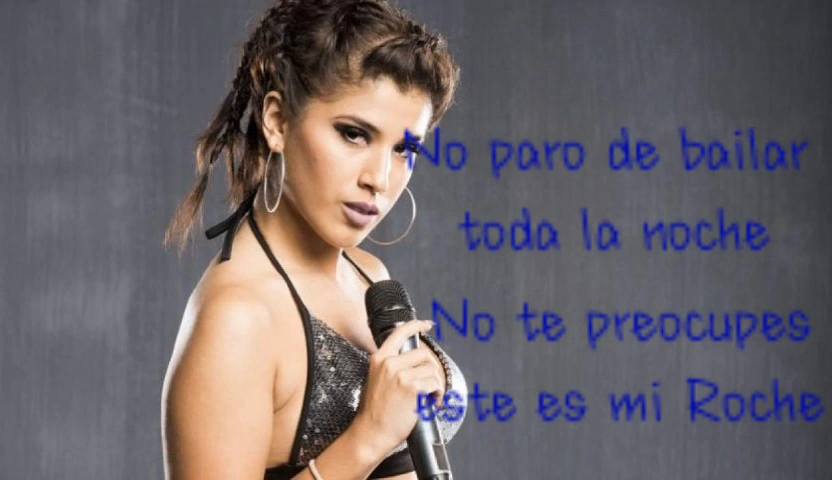 No paro de bailar
toda la noche
No te preocupes
este es mi Roche